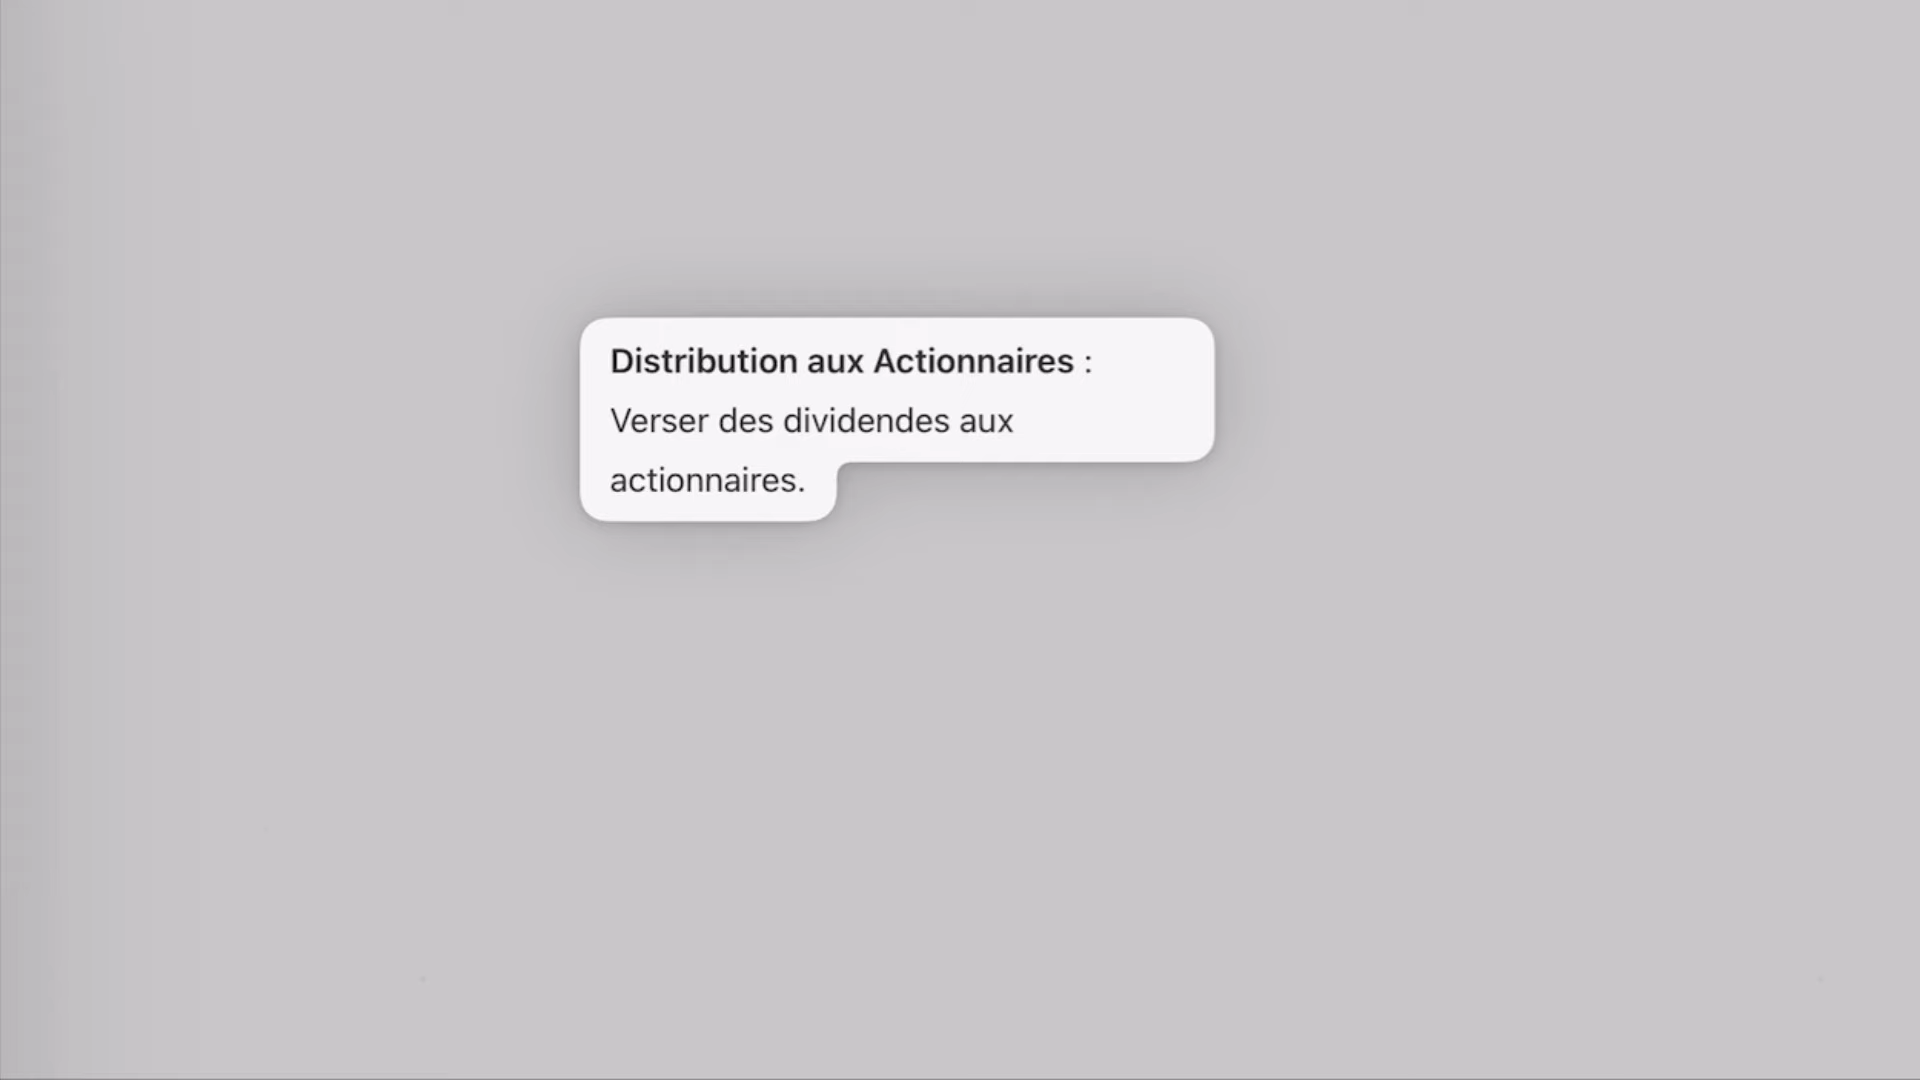 Distribution aux Actionnaires :
Verser des dividendes aux
actionnaires.